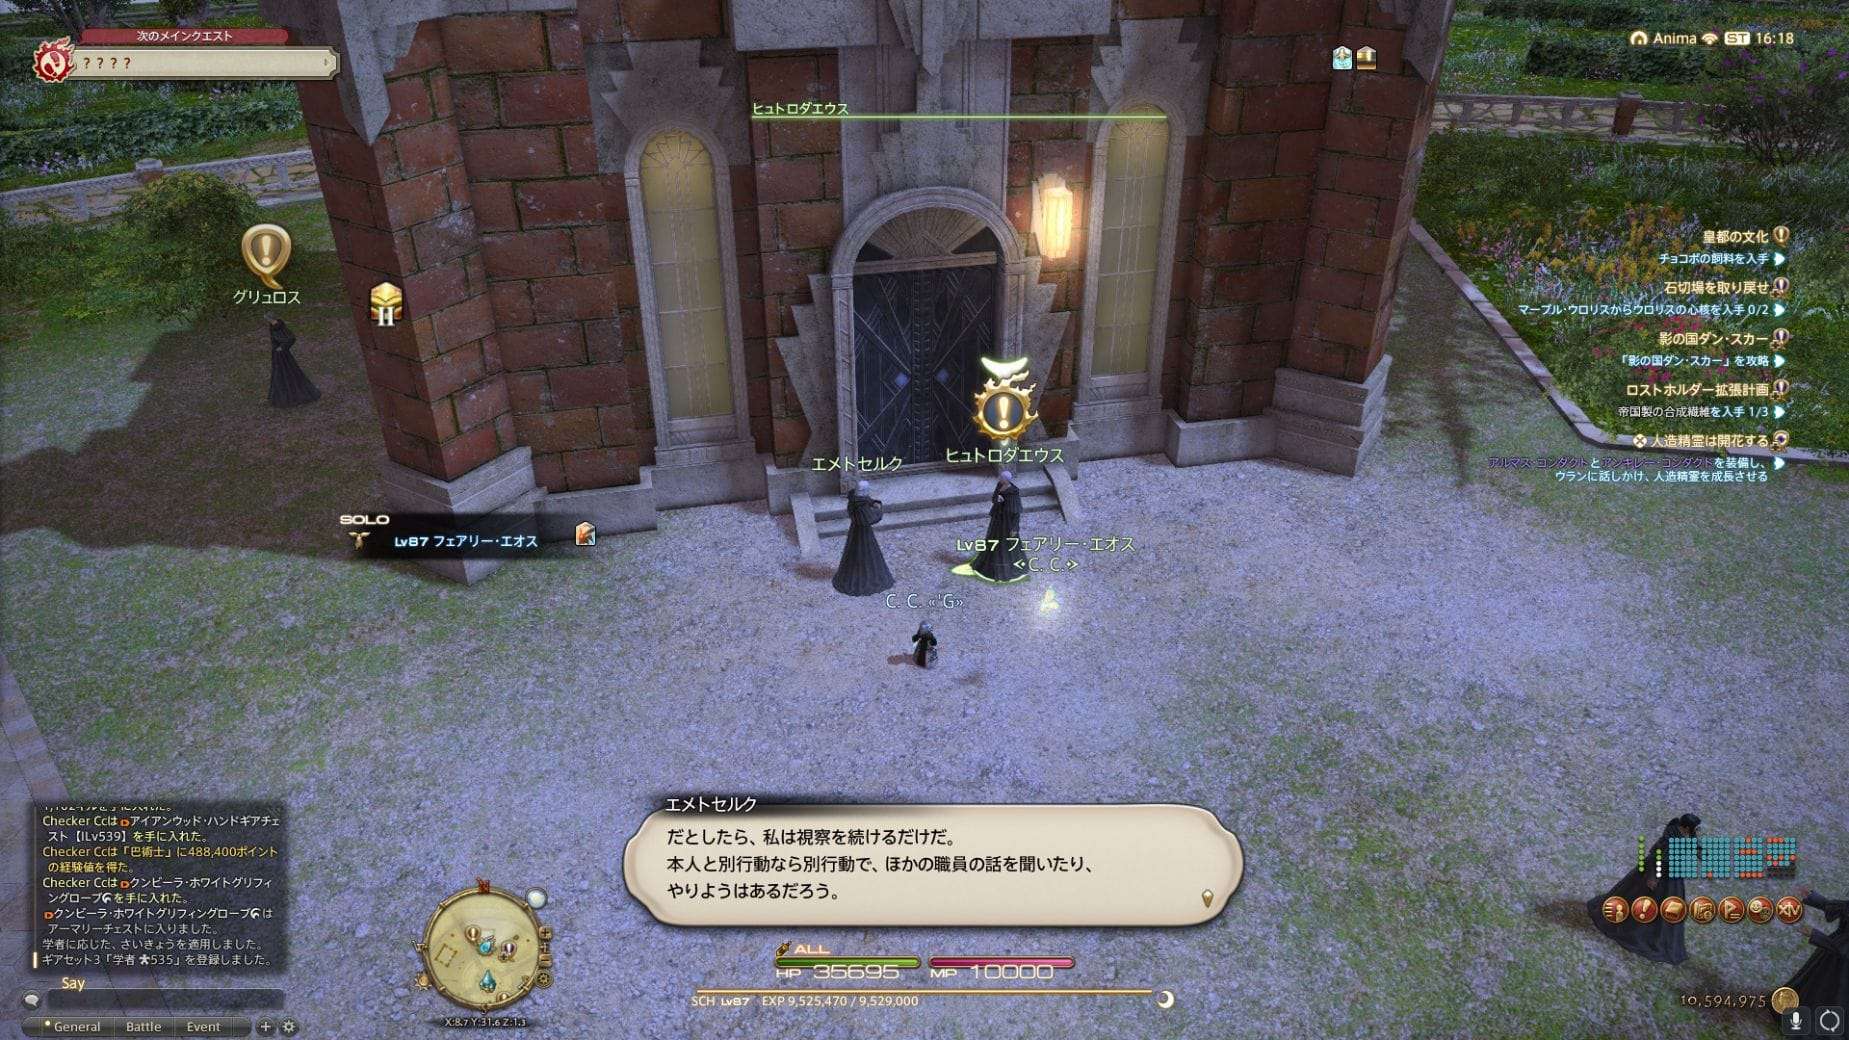 次のメインクエスト
? ? ? ?
Anima ST 16:18
ヒュトロダエウス
グリュロス
II
皇都の文化
チョコボの飼料を入手
石切場を取り戻せ
マーブル・ウロリスからウロリスの心核を入手 0/2
影の国ダン・スカー
「影の国ダン・スカー」を攻略
ロストホルダー拡張計画
帝国製の合成繊維を入手 1/3
人造精霊は開花する
アルマス・コンダクトとアンキレー・コンダクトを装備し、
ウランに話しかけ、人造精霊を成長させる
エメトセルク
ヒュトロダエウス
SOLO
Lv87 フェアリー・エオス
Lv87 フェアリー・エオス
«C. C.»
C. C. «'G»
エメトセルク
だとしたら、私は視察を続けるだけだ。
本人と別行動なら別行動で、ほかの職員の話を聞いたり、
やりようはあるだろう。
Checker Ccは アイアンウッド・ハンドギアチェ
スト【ILv539】を手に入れた。
Checker Ccは「巴術士」に488,400ポイント
の経験値を得た。
Checker Ccは クンビーラ・ホワイトグリフィ
ングローブを手に入れた。
クンビーラ・ホワイトグリフィングローブは
アーマリーチェストに入りました。
学者に応じた、さいきょうを適用しました。
ギアセット3「学者 ★535」を登録しました。
Say
General Battle Event
X:8.7 Y:31.6 Z:1.3
ALL
HP 35695 MP 10000
SCH Lv87 EXP 9,525,470 / 9,529,000
XIV
10,594,975